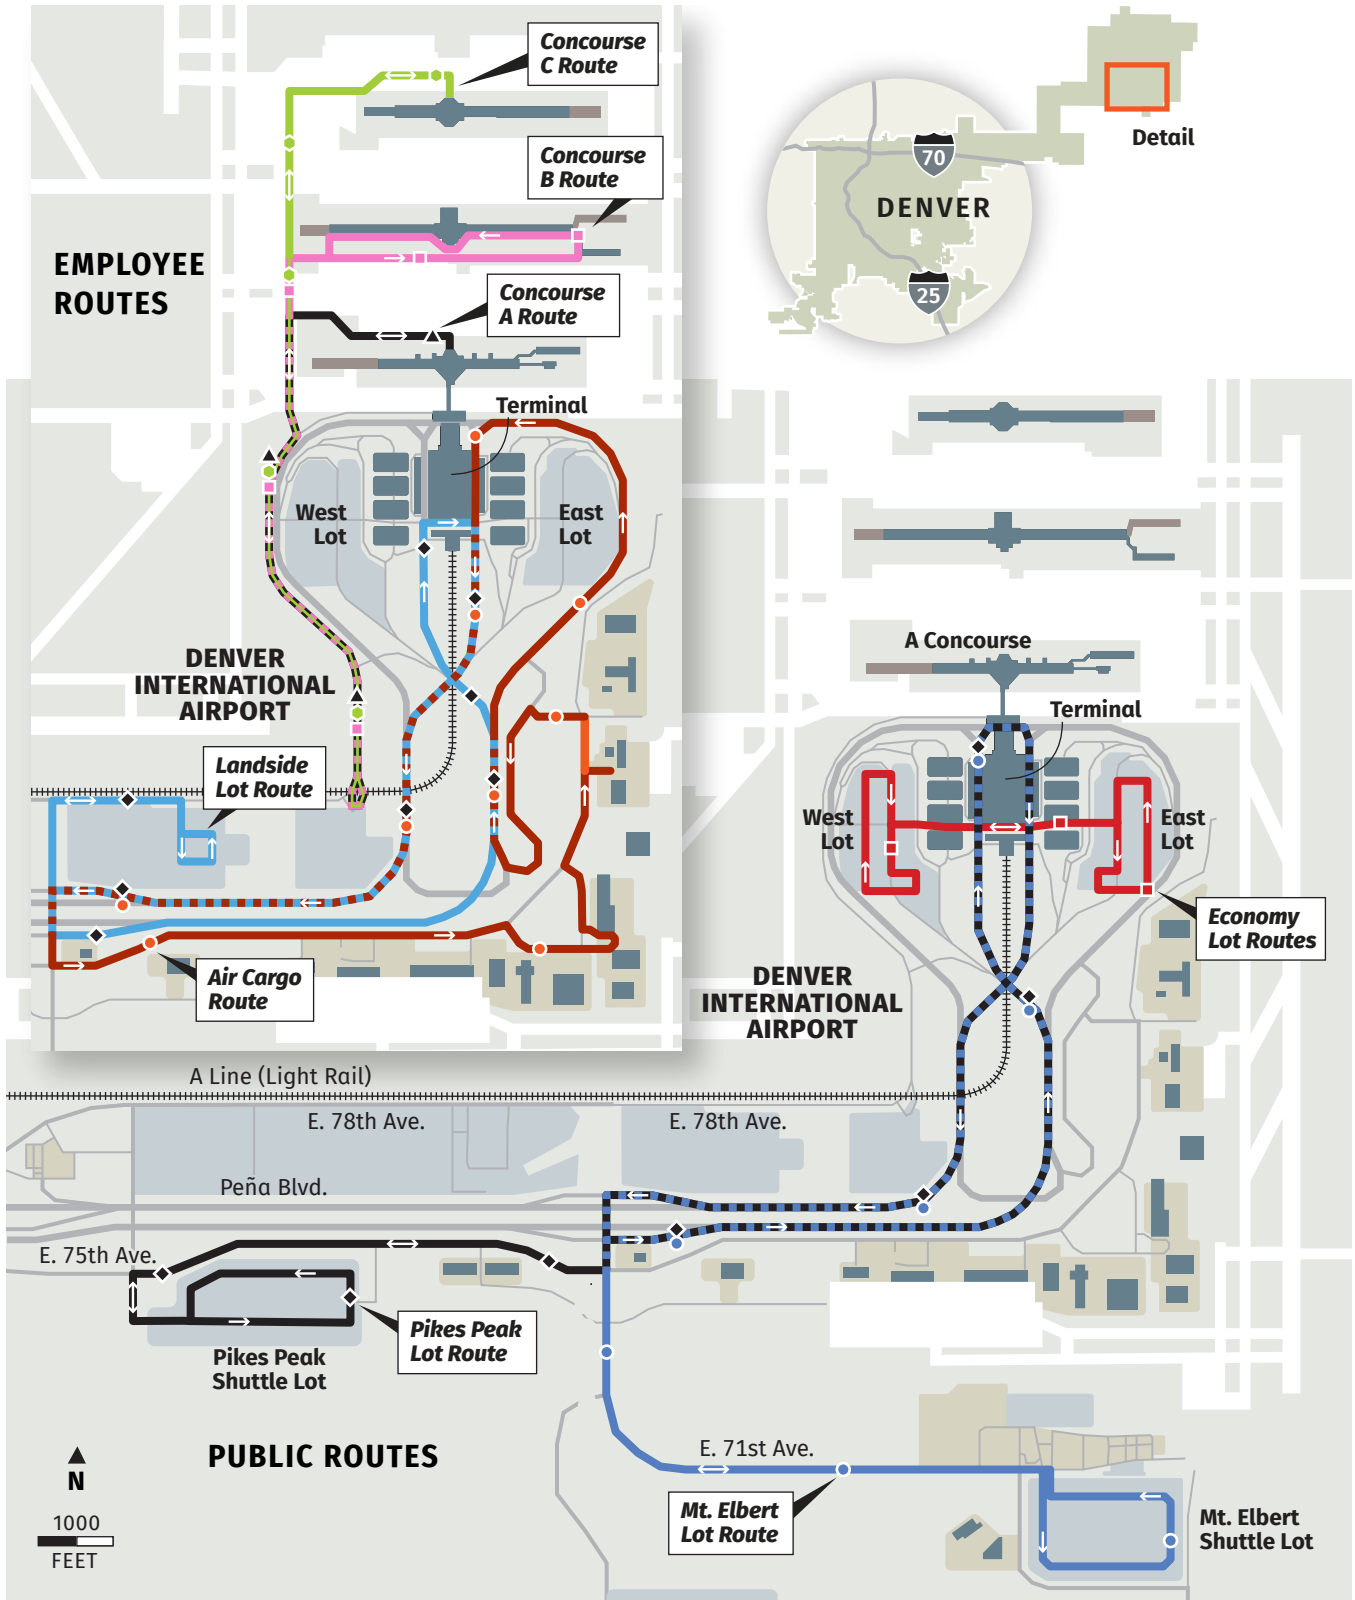 Concourse
C Route
Concourse
B Route
EMPLOYEE
ROUTES
Concourse
A Route
Terminal
West
Lot
East
Lot
DENVER
INTERNATIONAL
AIRPORT
Landside
Lot Route
Air Cargo
Route
70
DENVER
25
Detail
A Concourse
Terminal
West
Lot
East
Lot
Economy
Lot Routes
DENVER
INTERNATIONAL
AIRPORT
A Line (Light Rail)
E. 78th Ave.
E. 78th Ave.
Peña Blvd.
E. 75th Ave.
Pikes Peak
Lot Route
Pikes Peak
Shuttle Lot
PUBLIC ROUTES
E. 71st Ave.
Mt. Elbert
Lot Route
Mt. Elbert
Shuttle Lot
N
1000
FEET